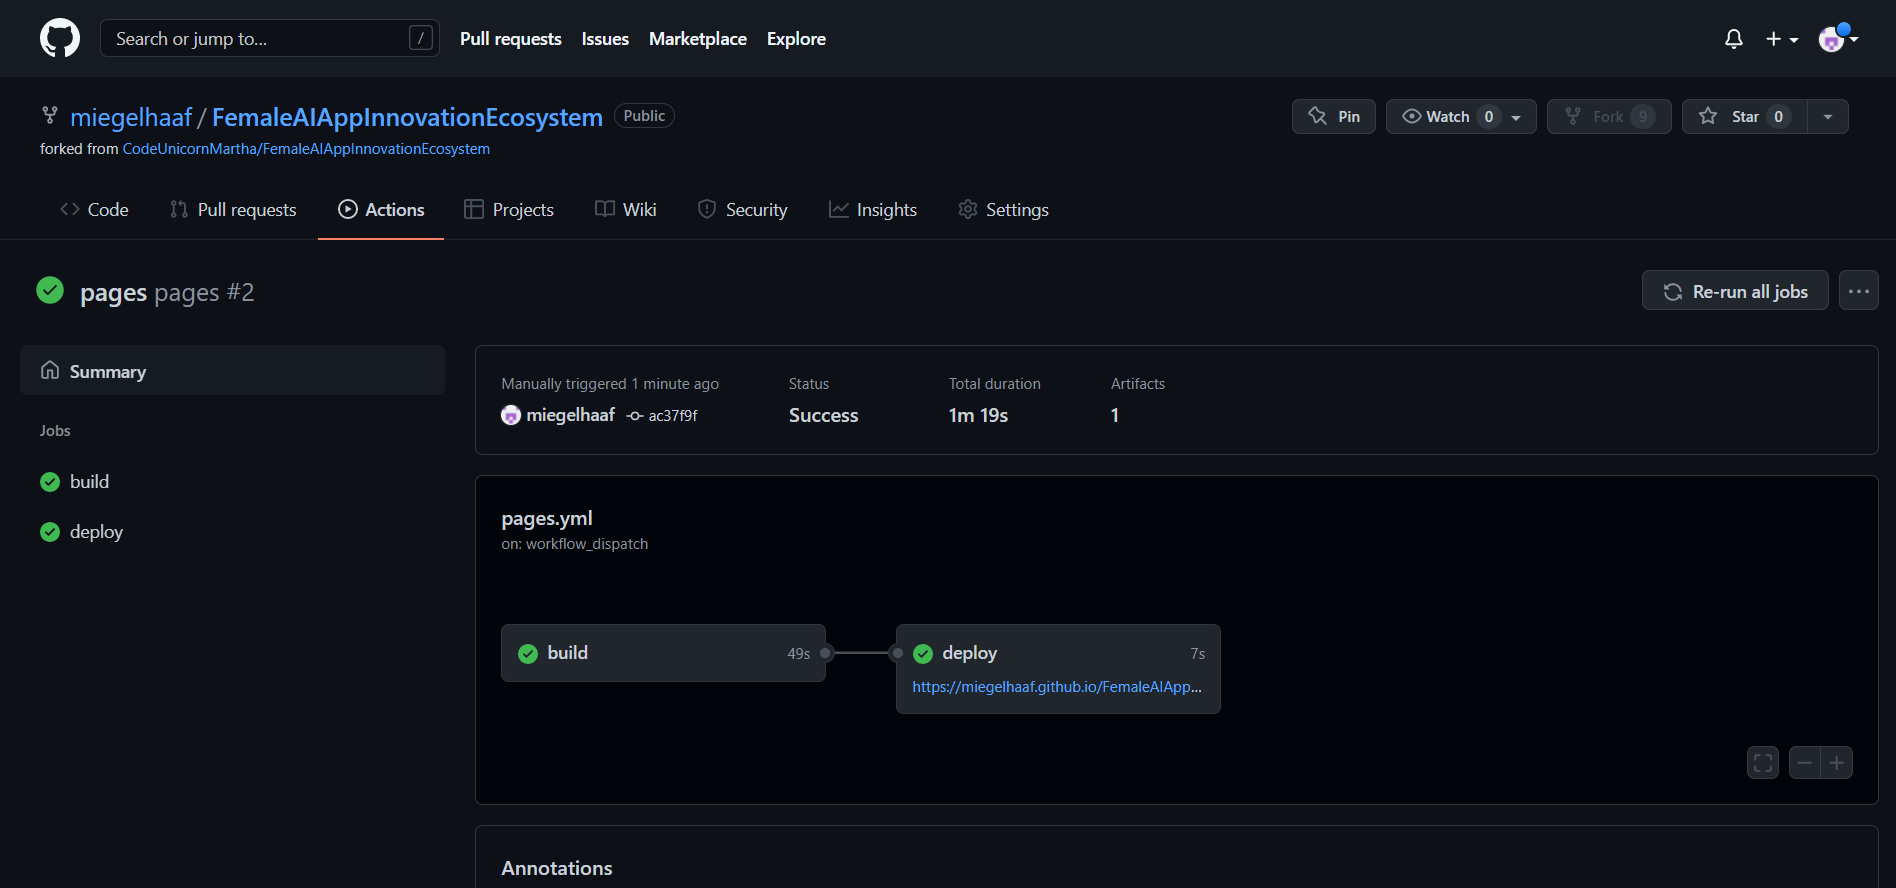 Search or jump to... /
Pull requests
Issues
Marketplace
Explore
miegelhaaf / FemaleAIAppInnovationEcosystem Public
Pin
Watch 0
Fork 9
Star 0
forked from CodeUnicornMartha/FemaleAIAppInnovationEcosystem
Code
Pull requests
Actions
Projects
Wiki
Security
Insights
Settings
pages pages #2
Re-run all jobs
Summary
Jobs
build
deploy
Manually triggered 1 minute ago
miegelhaaf ac37f9f
Status
Success
Total duration
1m 19s
Artifacts
1
pages.yml
on: workflow_dispatch
build 49s
deploy 7s
https://miegelhaaf.github.io/FemaleAIApp...
Annotations